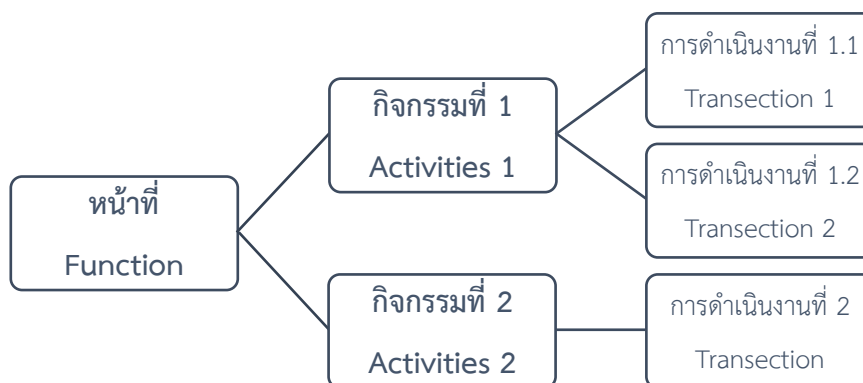 หน้าที่
Function
กิจกรรมที่ 1
Activities 1
การดำเนินงานที่ 1.1
Transection 1
การดำเนินงานที่ 1.2
Transection 2
กิจกรรมที่ 2
Activities 2
การดำเนินงานที่ 2
Transection